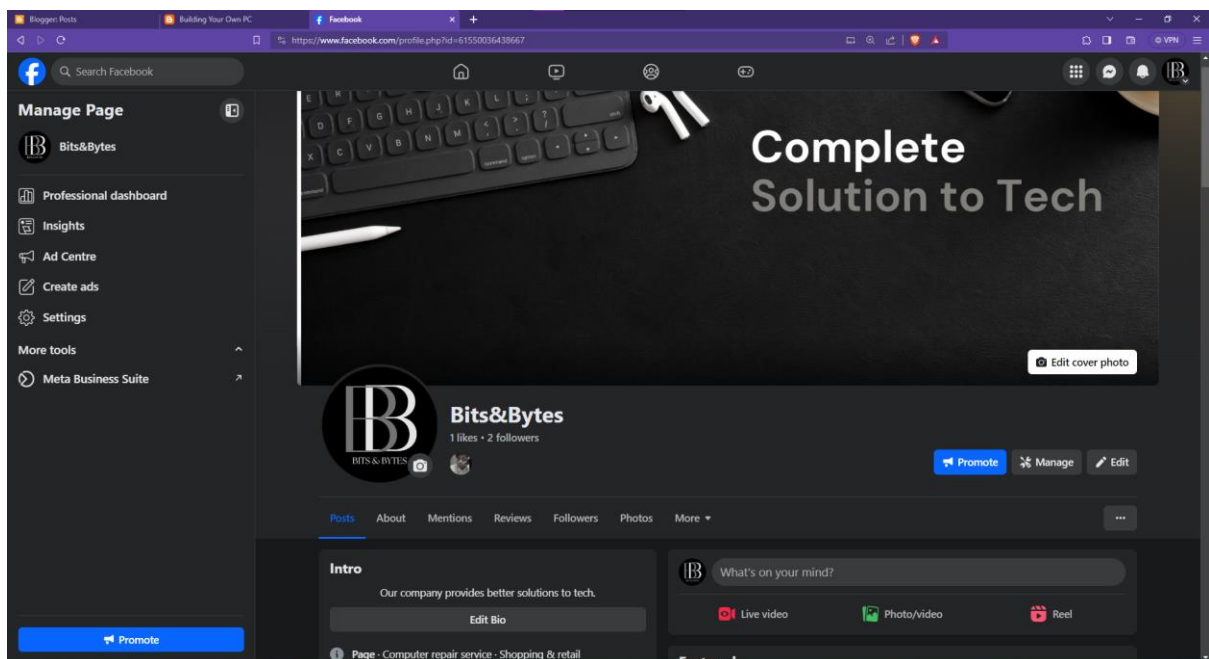 Blogger: Posts
Building Your Own PC
Facebook
https://www.facebook.com/profile.php?id=61550036438667
VPN
Search Facebook
Manage Page
Bits&Bytes
Professional dashboard
Insights
Ad Centre
Create ads
Settings
More tools
Meta Business Suite
Promote
Complete
Solution to Tech
Edit cover photo
BB
BITS & BYTES
Bits&Bytes
1 likes • 2 followers
Promote
Manage
Edit
Posts
About
Mentions
Reviews
Followers
Photos
More
Intro
Our company provides better solutions to tech.
Edit Bio
Page · Computer repair service · Shopping & retail
What's on your mind?
Live video
Photo/video
Reel